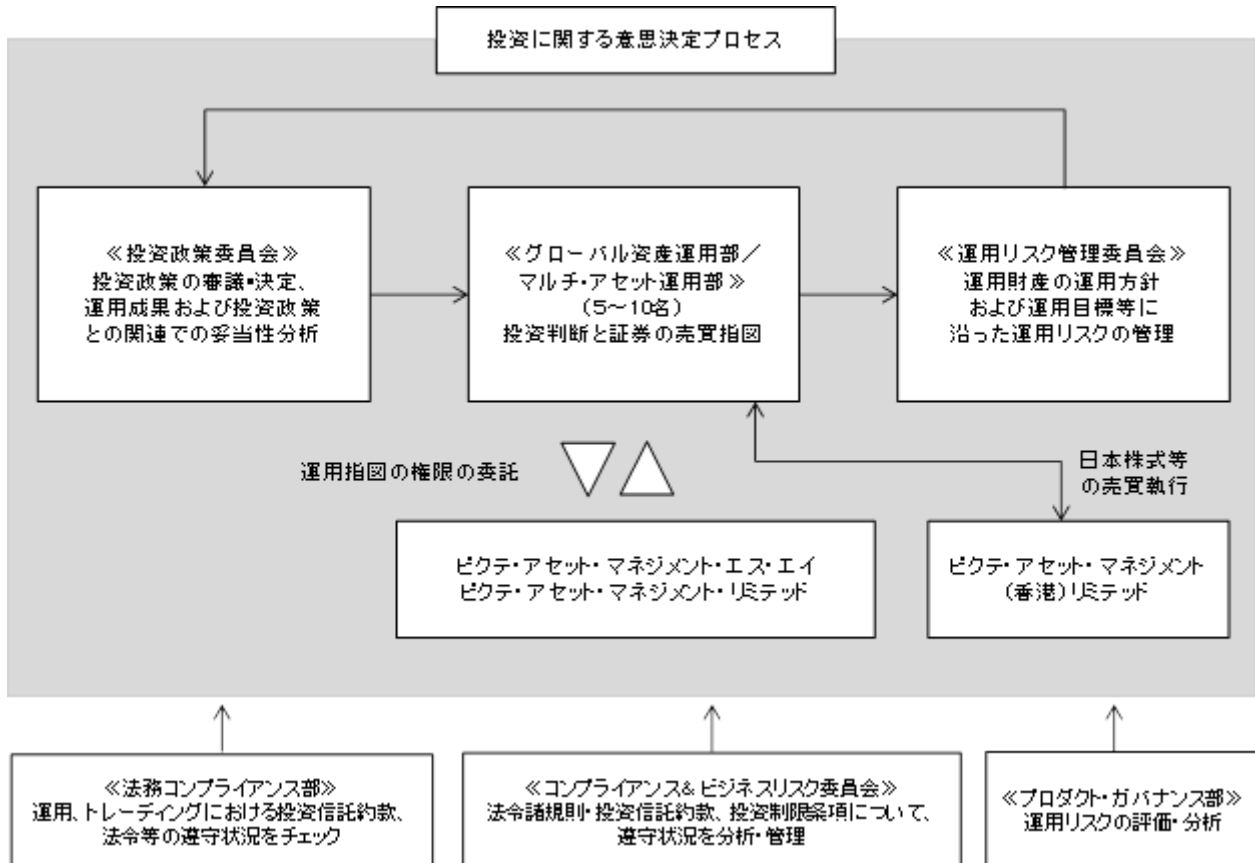 投資に関する意思決定プロセス
≪投資政策委員会≫
投資政策の審議・決定、
運用成果および投資政策
との関連での妥当性分析
≪グローバル資産運用部/
マルチ・アセット運用部≫
(5~10名)
投資判断と証券の売買指図
≪運用リスク管理委員会≫
運用財産の運用方針
および運用目標等に
沿った運用リスクの管理
運用指図の権限の委託
日本株式等
の売買執行
ピクテ・アセット・マネジメント・エス・エイ
ピクテ・アセット・マネジメント・リミテッド
ピクテ・アセット・マネジメント
(香港)リミテッド
≪法務コンプライアンス部≫
運用、トレーディングにおける投資信託約款、
法令等の遵守状況をチェック
≪コンプライアンス&ビジネスリスク委員会≫
法令諸規則・投資信託約款、投資制限条項について、
遵守状況を分析・管理
≪プロダクト・ガバナンス部≫
運用リスクの評価・分析